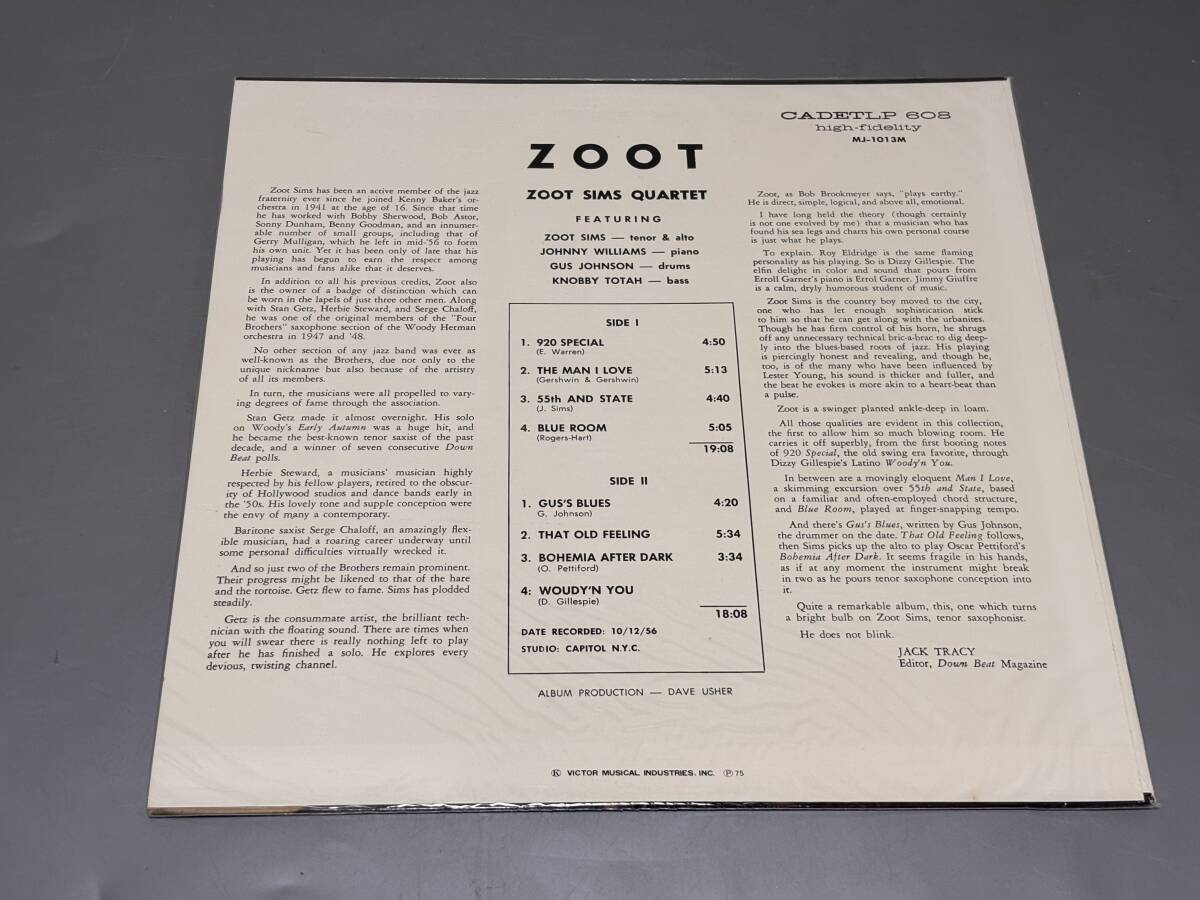 CADETLP 608
high-fidelity
MJ-1013M
ZOOT
ZOOT SIMS QUARTET
FEATURING
ZOOT SIMS — tenor & alto
JOHNNY WILLIAMS — piano
GUS JOHNSON — drums
KNOBBY TOTAH — bass
Zoot Sims has been an active member of the jazz
fraternity ever since he joined Kenny Baker's or-
chestra in 1941 at the age of 16. Since that time
he has worked with Bobby Sherwood, Bob Astor,
Sonny Dunham, Benny Goodman, and an innumer-
able number of small groups, including that of
Gerry Mulligan, which he left in mid-'56 to form
his own unit. Yet it has been only of late that his
playing has begun to earn the respect among
musicians and fans alike that it deserves.
In addition to all his previous credits, Zoot also
is the owner of a badge of distinction which can
be worn in the lapels of just three other men. Along
with Stan Getz, Herbie Steward, and Serge Chaloff,
he was one of the original members of the "Four
Brothers" saxophone section of the Woody Herman
orchestra in 1947 and '48.
No other section of any jazz band was ever as
well-known as the Brothers, due not only to the
unique nickname but also because of the artistry
of all its members.
In turn, the musicians were all propelled to vary-
ing degrees of fame through the association.
Stan Getz made it almost overnight. His solo
on Woody's Early Autumn was a huge hit, and
he became the best-known tenor saxist of the past
decade, and a winner of seven consecutive Down
Beat polls.
Herbie Steward, a musicians' musician highly
respected by his fellow players, retired to the obscur-
ity of Hollywood studios and dance bands early in
the '50s. His lovely tone and supple conception were
the envy of many a contemporary.
Baritone saxist Serge Chaloff, an amazingly flex-
ible musician, had a roaring career underway until
some personal difficulties virtually wrecked it.
And so just two of the Brothers remain prominent.
Their progress might be likened to that of the hare
and the tortoise. Getz flew to fame. Sims has plodded
steadily.
Getz is the consummate artist, the brilliant tech-
nician with the floating sound. There are times when
you will swear there is really nothing left to play
after he has finished a solo. He explores every
devious, twisting channel.
SIDE I
1. 920 SPECIAL 4:50
(E. Warren)
2. THE MAN I LOVE 5:13
(Gershwin & Gershwin)
3. 55th AND STATE 4:40
(J. Sims)
4. BLUE ROOM 5:05
(Rogers-Hart)
19:08
SIDE II
1. GUS'S BLUES 4:20
G. Johnson)
2. THAT OLD FEELING 5:34
3. BOHEMIA AFTER DARK 3:34
(O. Pettiford)
4: WOUDY'N YOU
(D. Gillespie)
18:08
DATE RECORDED: 10/12/56
STUDIO: CAPITOL N.Y.C.
ALBUM PRODUCTION — DAVE USHER
Zoot, as Bob Brookmeyer says, "plays earthy."
He is direct, simple, logical, and above all, emotional.
I have long held the theory (though certainly
is not one evolved by me) that a musician who has
found his sea legs and charts his own personal course
is just what he plays.
To explain. Roy Eldridge is the same flaming
personality as his playing. So is Dizzy Gillespie. The
elfin delight in color and sound that pours from
Erroll Garner's piano is Errol Garner. Jimmy Giuffre
is a calm, dryly humorous student of music.
Zoot Sims is the country boy moved to the city,
one who has let enough sophistication stick
to him so that he can get along with the urbanites.
Though he has firm control of his horn, he shrugs
off any unnecessary technical bric-a-brac to dig deep-
ly into the blues-based roots of jazz. His playing
is piercingly honest and revealing, and though he,
too, is of the many who have been influenced by
Lester Young, his sound is thicker and fuller, and
the beat he evokes is more akin to a heart-beat than
a pulse.
Zoot is a swinger planted ankle-deep in loam.
All those qualities are evident in this collection,
the first to allow him so much blowing room. He
carries it off superbly, from the first booting notes
of 920 Special, the old swing era favorite, through
Dizzy Gillespie's Latino Woody'n You.
In between are a movingly eloquent Man I Love,
a skimming excursion over 55th and State, based
on a familiar and often-employed chord structure,
and Blue Room, played at finger-snapping tempo.
And there's Gus's Blues, written by Gus Johnson,
the drummer on the date. That Old Feeling follows,
then Sims picks up the alto to play Oscar Pettiford's
Bohemia After Dark. It seems fragile in his hands,
as if at any moment the instrument might break
in two as he pours tenor saxophone conception into
it.
Quite a remarkable album, this, one which turns
a bright bulb on Zoot Sims, tenor saxophonist.
He does not blink.
JACK TRACY
Editor, Down Beat Magazine
Ⓚ VICTOR MUSICAL INDUSTRIES, INC. Ⓟ 75